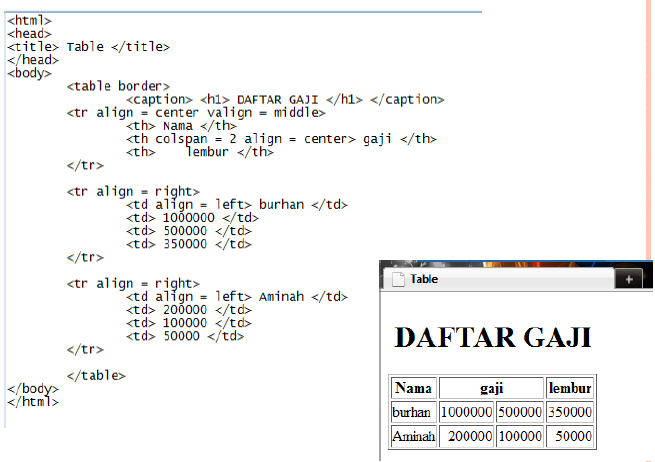 <html>
<head>
<title> Table </title>
</head>
<body>
<table border>
<caption> <h1> DAFTAR GAJI </h1> </caption>
<tr align = center valign = middle>
<th> Nama </th>
<th colspan = 2 align = center> gaji </th>
<th> lembur </th>
</tr>
<tr align = right>
<td align = left> burhan </td>
<td> 1000000 </td>
<td> 500000 </td>
<td> 350000 </td>
</tr>
<tr align = right>
<td align = left> Aminah </td>
<td> 200000 </td>
<td> 100000 </td>
<td> 50000 </td>
</tr>
</table>
</body>
</html>
Table +
DAFTAR GAJI
Nama gaji lembur
burhan 1000000 500000 350000
Aminah 200000 100000 50000